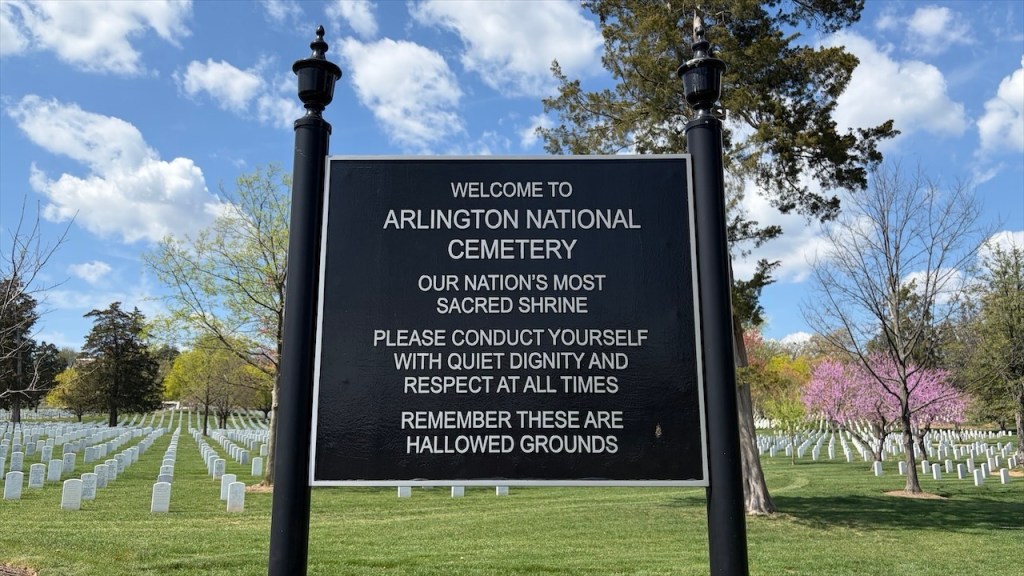 WELCOME TO
ARLINGTON NATIONAL
CEMETERY
OUR NATION'S MOST
SACRED SHRINE
PLEASE CONDUCT YOURSELF
WITH QUIET DIGNITY AND
RESPECT AT ALL TIMES
REMEMBER THESE ARE
HALLOWED GROUNDS